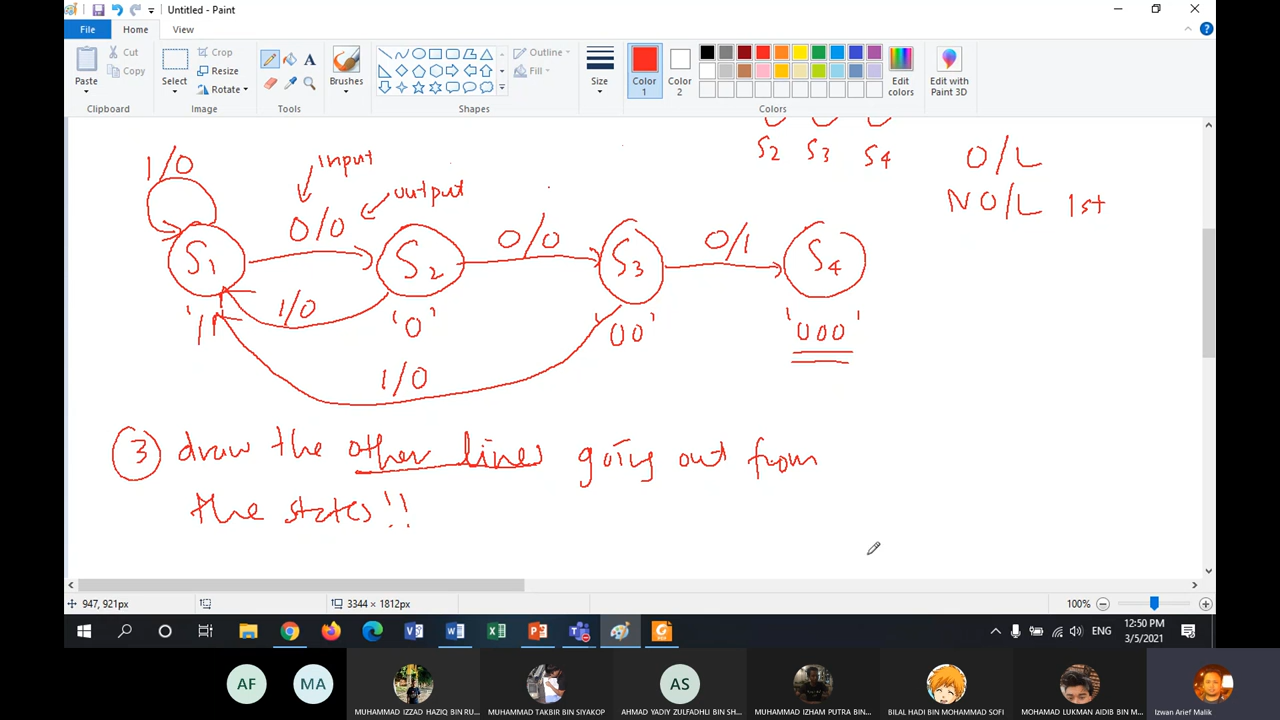 Untitled - Paint
File
Home
View
Paste
Cut
Copy
Clipboard
Select
Crop
Resize
Rotate
Image
A
Tools
Brushes
Shapes
Outline
Fill
Size
Color
1
Color
2
Edit
colors
Edit with
Paint 3D
Colors
S2 S3 S4
O/L
NO/L 1st
1/0
input
output
0/0
0/0
0/1
S1
S2
S3
S4
1/0
'0'
'00'
'000'
1/0
3 draw the other lines going out from
the states!!
947, 921px
3344 × 1812px
100%
ENG
12:50 PM
3/5/2021
AF
MA
AS
MUHAMMAD IZZAD HAZIQ BIN RU...
MUHAMMAD TAKBIR BIN SIYAKOP
AHMAD YADIY ZULFADHLI BIN SH...
MUHAMMAD IZHAM PUTRA BIN...
BILAL HADI BIN MOHAMMAD SOFI
MOHAMAD LUKMAN AIDIB BIN M...
Izwan Arief Malik